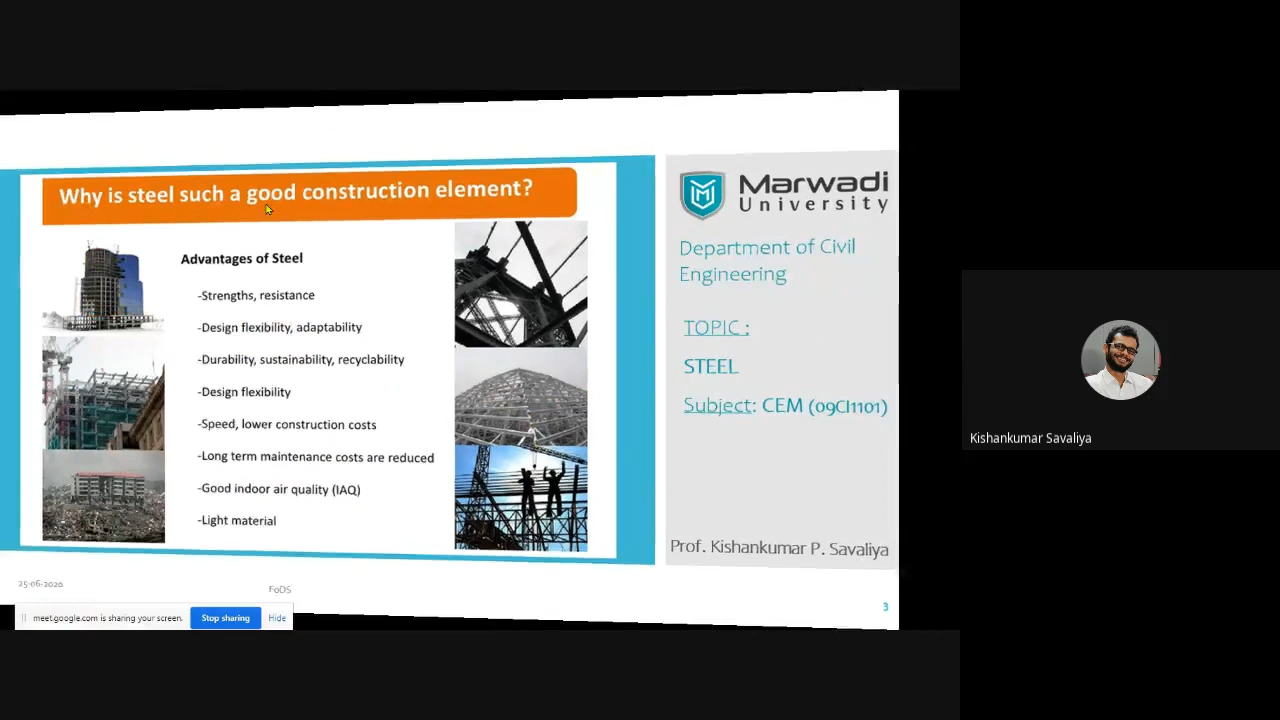 Why is steel such a good construction element?
Advantages of Steel
-Strengths, resistance
-Design flexibility, adaptability
-Durability, sustainability, recyclability
-Design flexibility
-Speed, lower construction costs
-Long term maintenance costs are reduced
-Good indoor air quality (IAQ)
-Light material
Marwadi
University
Department of Civil
Engineering
TOPIC :
STEEL
Subject: CEM (09CI1101)
Prof. Kishankumar P. Savaliya
25-06-2020
FoDS
3
meet.google.com is sharing your screen.
Stop sharing
Hide
Kishankumar Savaliya